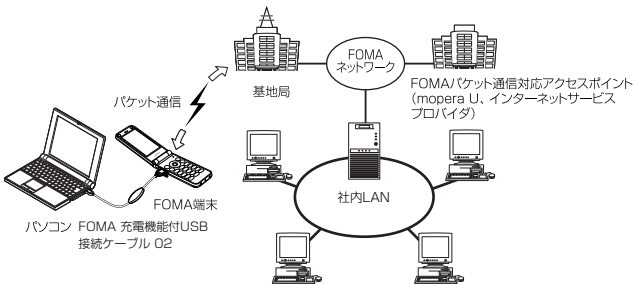 FOMA
ネットワーク
FOMAパケット通信対応アクセスポイント
（mopera U、インターネットサービス
プロバイダ）
基地局
パケット通信
FOMA端末
社内LAN
パソコン
FOMA 充電機能付USB
接続ケーブル 02